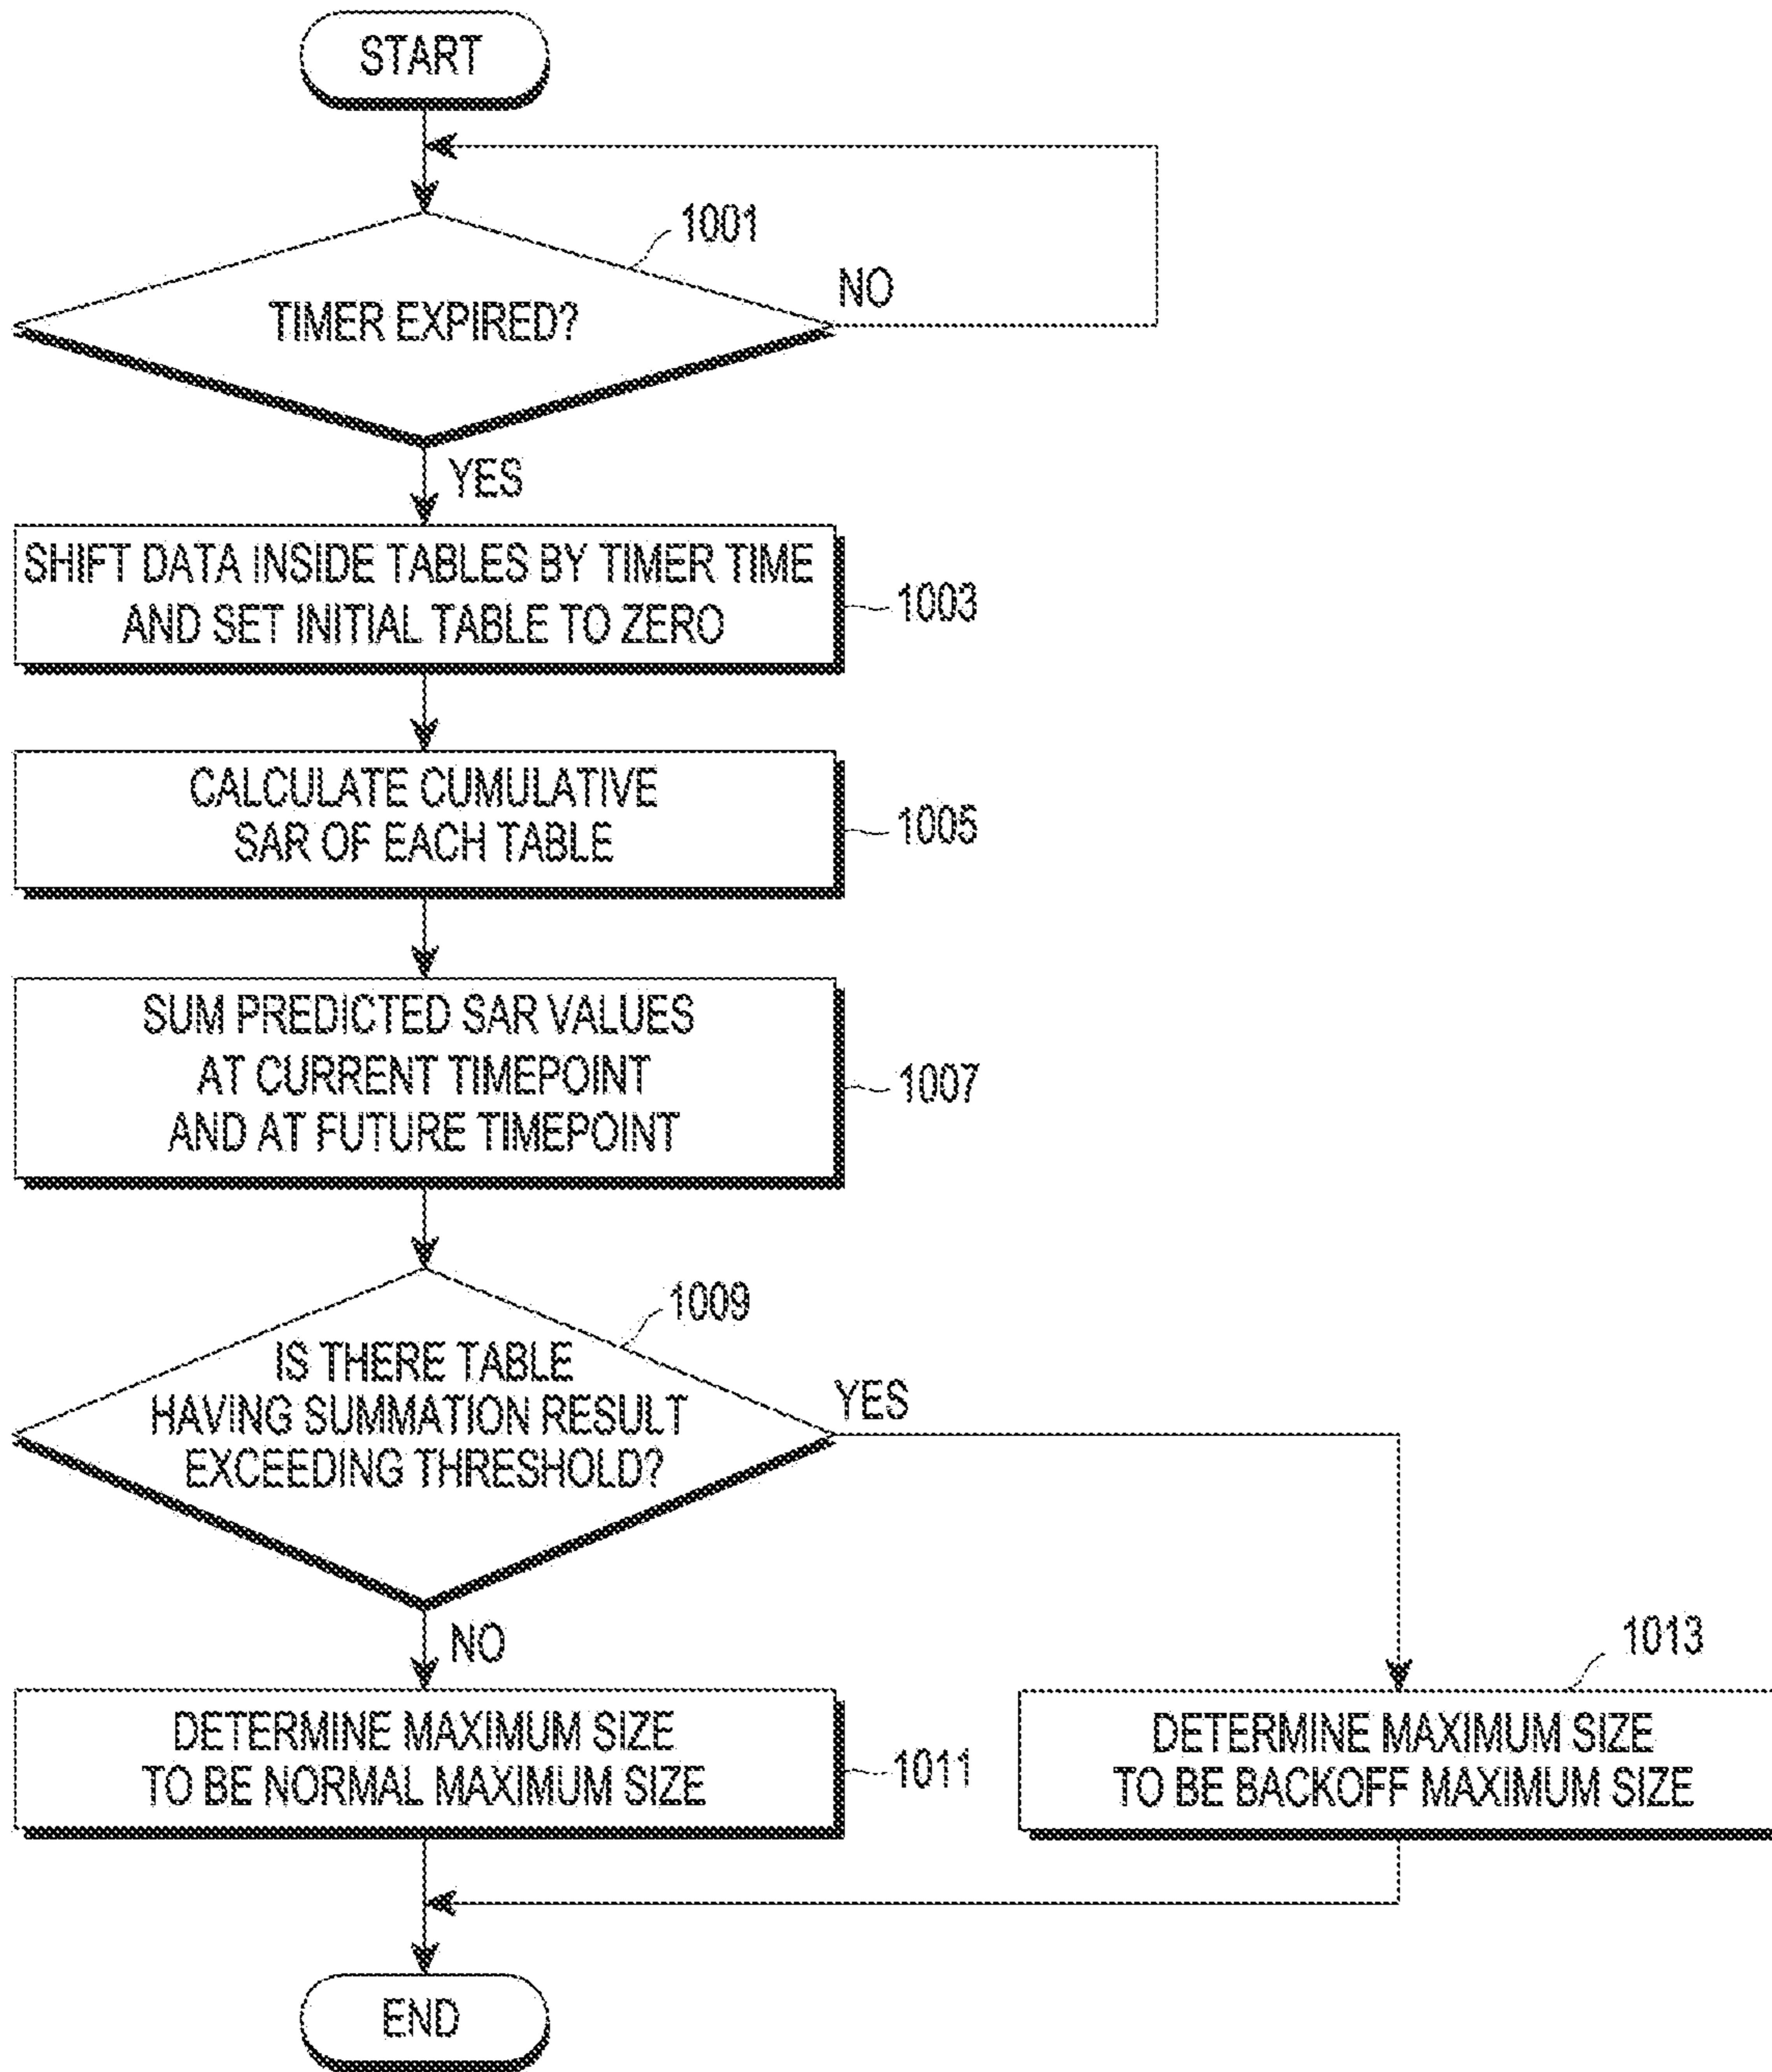 START
1001
NO
TIMER EXPIRED?
YES
SHIFT DATA INSIDE TABLES BY TIMER TIME
AND SET INITIAL TABLE TO ZERO
1003
CALCULATE CUMULATIVE
SAR OF EACH TABLE
1005
SUM PREDICTED SAR VALUES
AT CURRENT TIMEPOINT
AND AT FUTURE TIMEPOINT
1007
1009
IS THERE TABLE
HAVING SUMMATION RESULT
EXCEEDING THRESHOLD?
YES
NO
DETERMINE MAXIMUM SIZE
TO BE NORMAL MAXIMUM SIZE
1011
1013
DETERMINE MAXIMUM SIZE
TO BE BACKOFF MAXIMUM SIZE
END